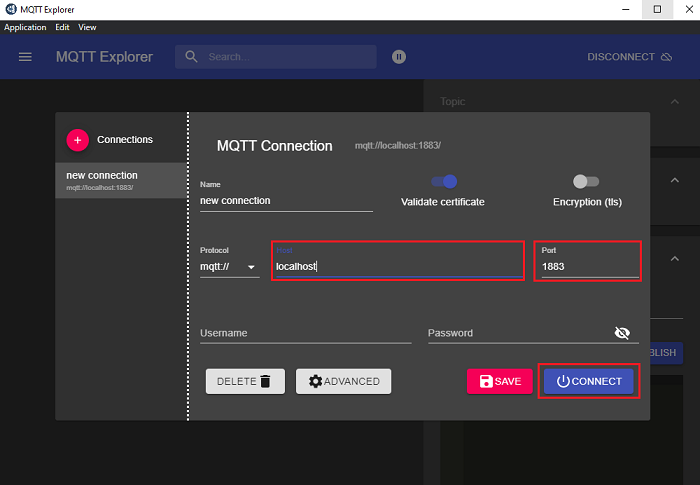 MQTT Explorer
Application Edit View
MQTT Explorer
Search...
DISCONNECT
Topic
Connections
new connection
mqtt://localhost:1883/
MQTT Connection
mqtt://localhost:1883/
Name
new connection
Validate certificate
Encryption (tls)
Protocol
mqtt://
Host
localhost
Port
1883
Username
Password
DELETE
ADVANCED
SAVE
CONNECT
BLISH